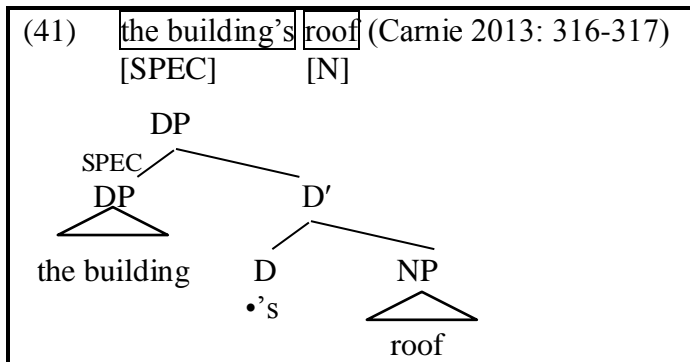 (41) the building's roof (Carnie 2013: 316-317)
[SPEC] [N]
DP
SPEC
DP D′
the building D NP
•'s
roof